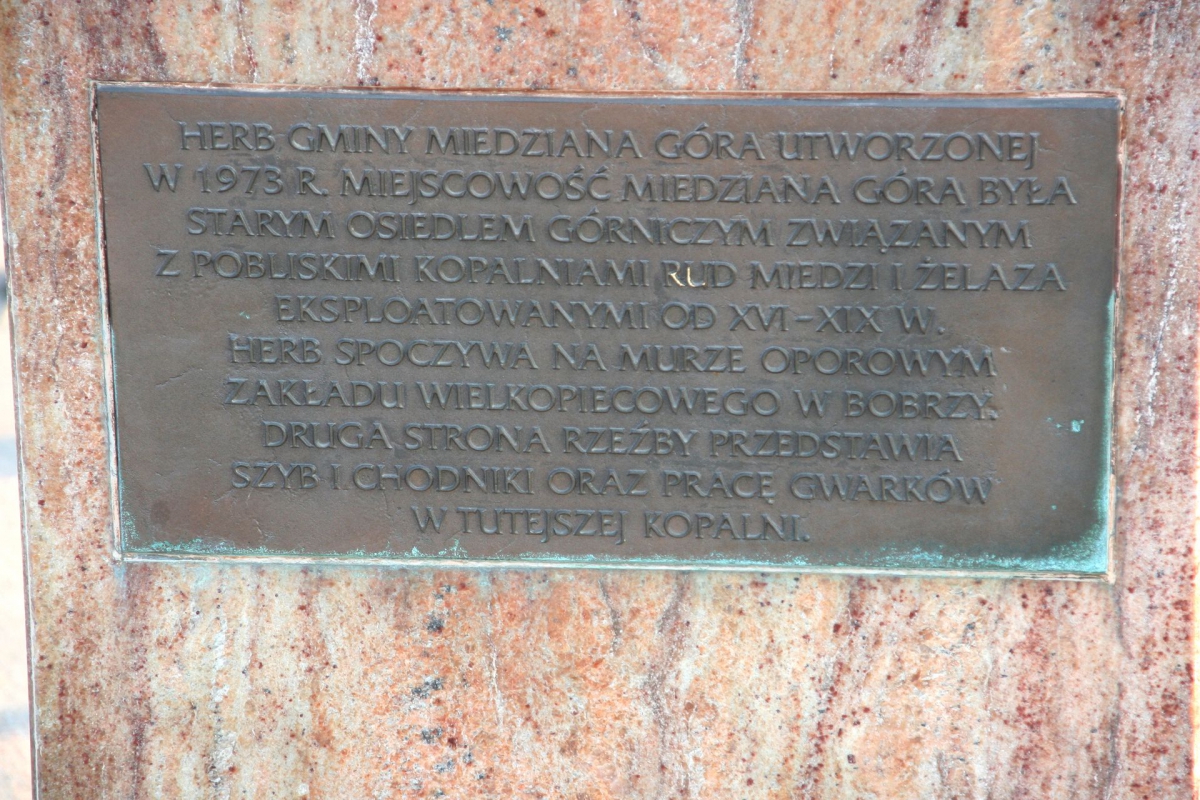 HERB GMINY MIEDZIANA GÓRA UTWORZONEJ
W 1973 R. MIEJSCOWOŚĆ MIEDZIANA GÓRA BYŁA
STARYM OSIEDLEM GÓRNICZYM ZWIĄZANYM
Z POBLISKIMI KOPALNIAMI RUD MIEDZI I ŻELAZA
EKSPLOATOWANYMI OD XVI-XIX W.
HERB SPOCZYWA NA MURZE OPOROWYM
ZAKŁADU WIELKOPIECOWEGO W BOBRZY.
DRUGA STRONA RZEŹBY PRZEDSTAWIA
SZYB I CHODNIKI ORAZ PRACĘ GWARKÓW
W TUTEJSZEJ KOPALNI.